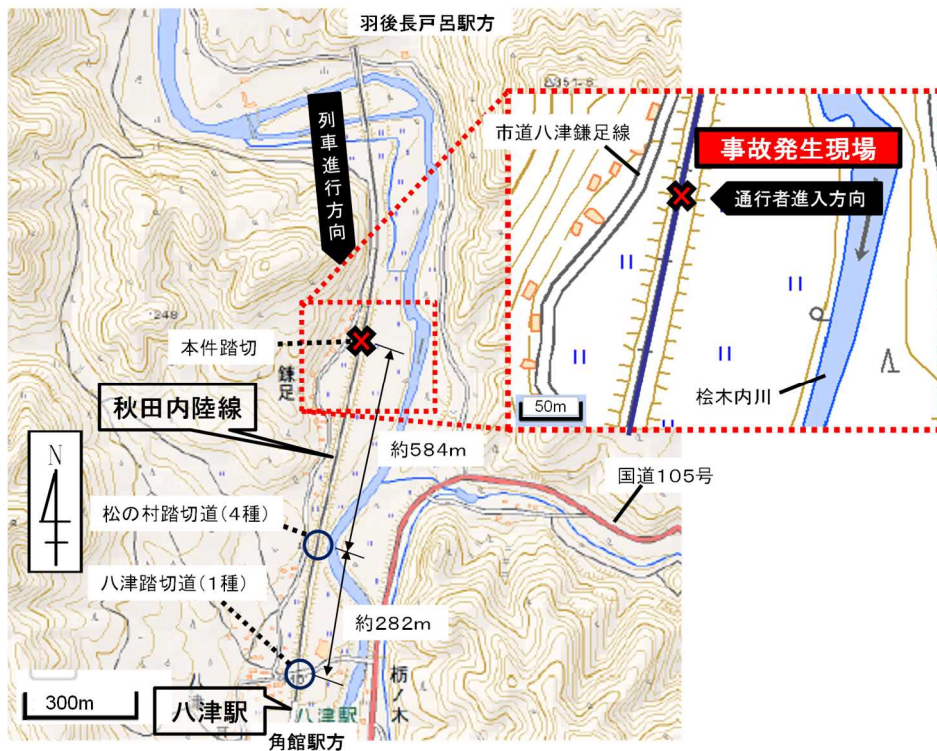 羽後長戸呂駅方
列車進行方向
市道八津鎌足線
事故発生現場
通行者進入方向
248
本件踏切
鎌足
秋田内陸線
50m
桧木内川
N
約584m
国道105号
松の村踏切道(4種)
八津踏切道(1種)
約282m
300m
八津駅
八津駅
栃ノ木
角館駅方